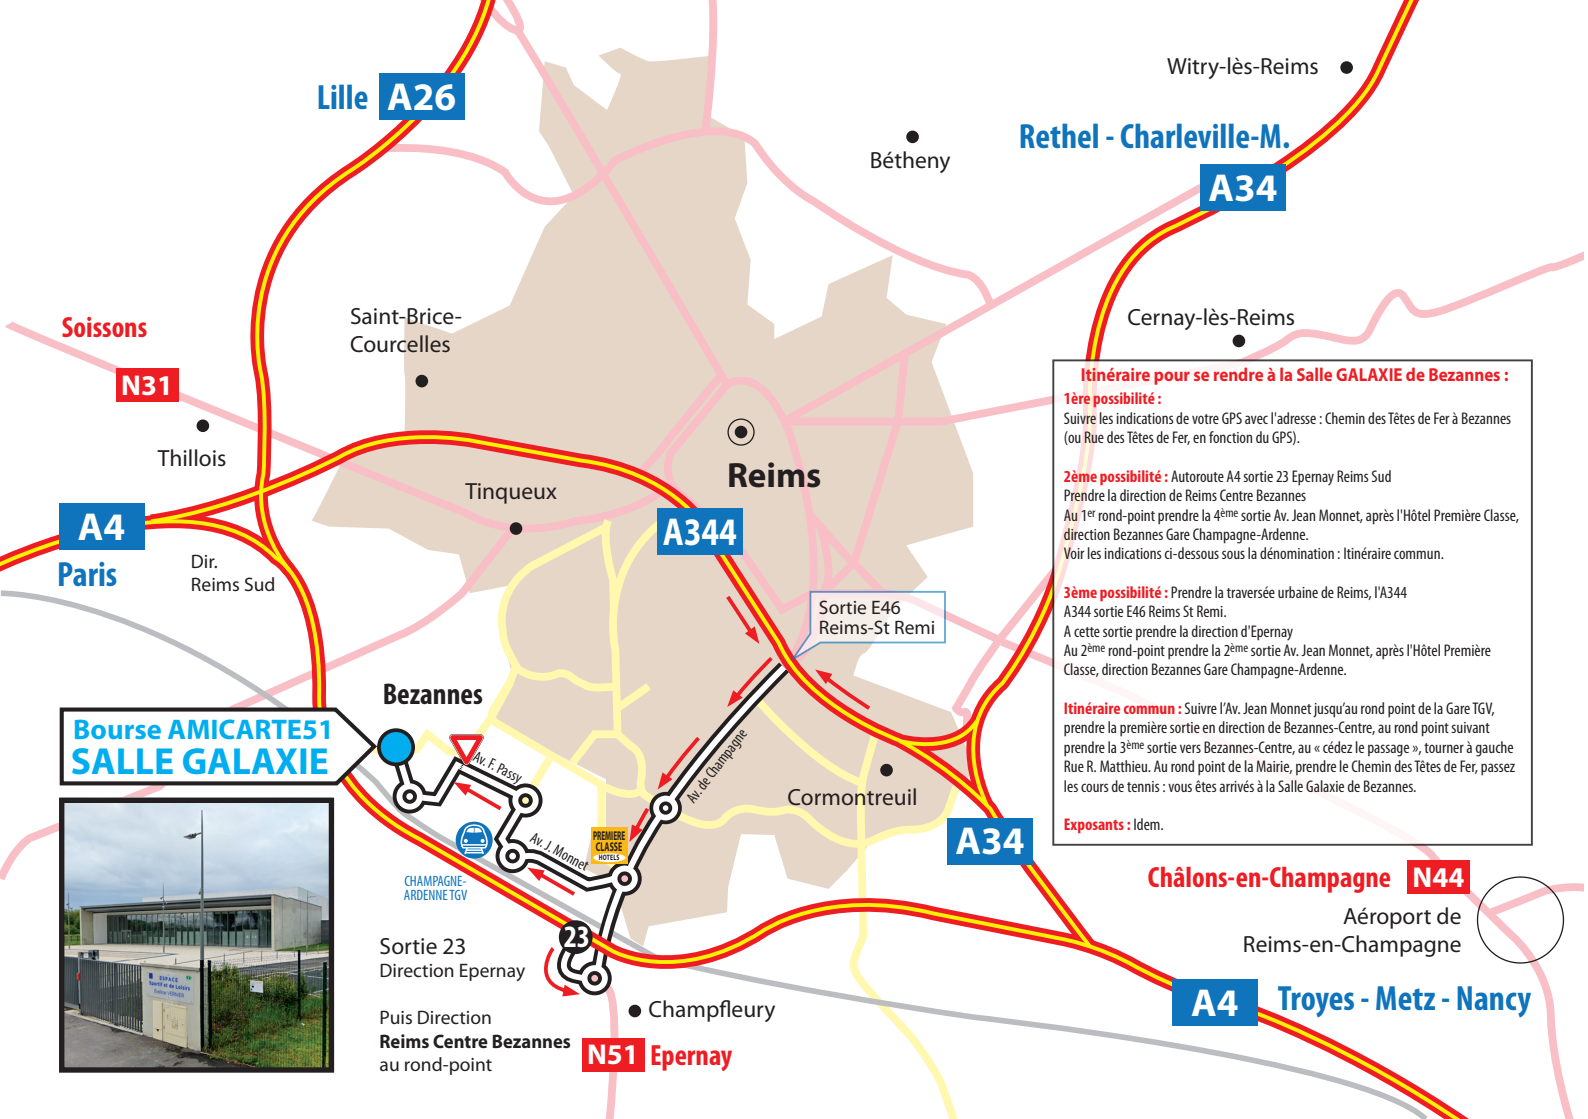 Lille A26
Witry-lès-Reims
Rethel - Charleville-M.
A34
Bétheny
Soissons
N31
Saint-Brice-
Courcelles
Cernay-lès-Reims
Thillois
Tinqueux
Reims
A4
Paris
Dir.
Reims Sud
A344
Sortie E46
Reims-St Remi
Bezannes
Bourse AMICARTE51
SALLE GALAXIE
Av. F. Passy
Av. de Champagne
Av. J. Monnet
PREMIERE
CLASSE
HOTELS
Cormontreuil
CHAMPAGNE-
ARDENNE TGV
A34
Sortie 23
Direction Epernay
23
Puis Direction
Reims Centre Bezannes
au rond-point
Champfleury
N51 Epernay
ESPACE
Sportif et de Loisirs
Itinéraire pour se rendre à la Salle GALAXIE de Bezannes :
1ère possibilité :
Suivre les indications de votre GPS avec l'adresse : Chemin des Têtes de Fer à Bezannes
(ou Rue des Têtes de Fer, en fonction du GPS).
2ème possibilité : Autoroute A4 sortie 23 Epernay Reims Sud
Prendre la direction de Reims Centre Bezannes
Au 1er rond-point prendre la 4ème sortie Av. Jean Monnet, après l'Hôtel Première Classe,
direction Bezannes Gare Champagne-Ardenne.
Voir les indications ci-dessous sous la dénomination : Itinéraire commun.
3ème possibilité : Prendre la traversée urbaine de Reims, l'A344
A344 sortie E46 Reims St Remi.
A cette sortie prendre la direction d'Epernay
Au 2ème rond-point prendre la 2ème sortie Av. Jean Monnet, après l'Hôtel Première
Classe, direction Bezannes Gare Champagne-Ardenne.
Itinéraire commun : Suivre l'Av. Jean Monnet jusqu'au rond point de la Gare TGV,
prendre la première sortie en direction de Bezannes-Centre, au rond point suivant
prendre la 3ème sortie vers Bezannes-Centre, au « cédez le passage », tourner à gauche
Rue R. Matthieu. Au rond point de la Mairie, prendre le Chemin des Têtes de Fer, passez
les cours de tennis : vous êtes arrivés à la Salle Galaxie de Bezannes.
Exposants : Idem.
Châlons-en-Champagne N44
Aéroport de
Reims-en-Champagne
A4 Troyes - Metz - Nancy